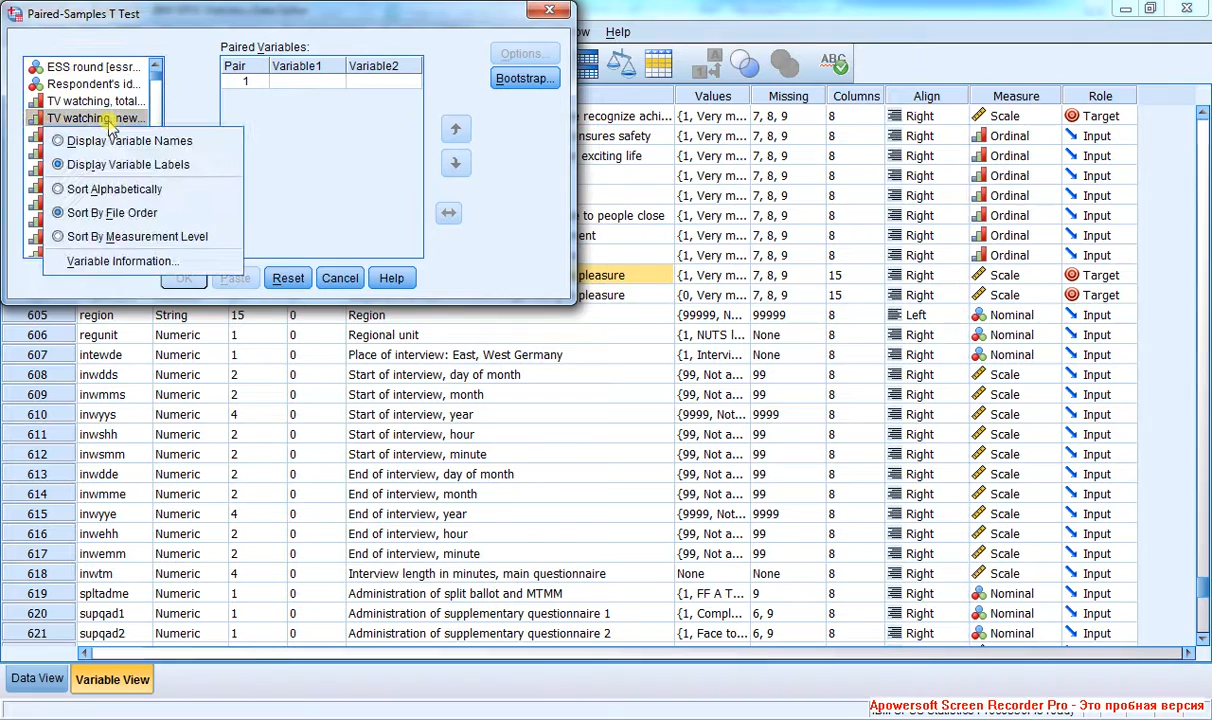 Paired-Samples T Test
Help
Paired Variables:
Pair Variable1 Variable2
1
Options...
Bootstrap...
ESS round [essr...
Respondent's id...
TV watching, total...
TV watching, new...
Display Variable Names
Display Variable Labels
Sort Alphabetically
Sort By File Order
Sort By Measurement Level
Variable Information...
OK Paste Reset Cancel Help
Values Missing Columns Align Measure Role
e recognize achi... {1, Very m... 7, 8, 9 8 Right Scale Target
nsures safety {1, Very m... 7, 8, 9 8 Right Ordinal Input
exciting life {1, Very m... 7, 8, 9 8 Right Ordinal Input
{1, Very m... 7, 8, 9 8 Right Ordinal Input
{1, Very m... 7, 8, 9 8 Right Ordinal Input
e to people close {1, Very m... 7, 8, 9 8 Right Ordinal Input
ment {1, Very m... 7, 8, 9 8 Right Ordinal Input
{1, Very m... 7, 8, 9 8 Right Ordinal Input
pleasure {1, Very m... 7, 8, 9 15 Right Scale Target
pleasure {0, Very m... 7, 8, 9 15 Right Scale Target
605 region String 15 0 Region {99999, N... 99999 8 Left Nominal Input
606 regunit Numeric 1 0 Regional unit {1, NUTS l... None 8 Right Nominal Input
607 intewde Numeric 1 0 Place of interview: East, West Germany {1, Intervi... None 8 Right Nominal Input
608 inwdds Numeric 2 0 Start of interview, day of month {99, Not a... 99 8 Right Scale Input
609 inwmms Numeric 2 0 Start of interview, month {99, Not a... 99 8 Right Scale Input
610 inwyys Numeric 4 0 Start of interview, year {9999, Not... 9999 8 Right Scale Input
611 inwshh Numeric 2 0 Start of interview, hour {99, Not a... 99 8 Right Scale Input
612 inwsmm Numeric 2 0 Start of interview, minute {99, Not a... 99 8 Right Scale Input
613 inwdde Numeric 2 0 End of interview, day of month {99, Not a... 99 8 Right Scale Input
614 inwmme Numeric 2 0 End of interview, month {99, Not a... 99 8 Right Scale Input
615 inwyye Numeric 4 0 End of interview, year {9999, Not... 9999 8 Right Scale Input
616 inwehh Numeric 2 0 End of interview, hour {99, Not a... 99 8 Right Scale Input
617 inwemm Numeric 2 0 End of interview, minute {99, Not a... 99 8 Right Scale Input
618 inwtm Numeric 4 0 Interview length in minutes, main questionnaire None None 8 Right Scale Input
619 spltadme Numeric 1 0 Administration of split ballot and MTMM {1, FF A T... 9 8 Right Nominal Input
620 supqad1 Numeric 1 0 Administration of supplementary questionnaire 1 {1, Compl... 6, 9 8 Right Nominal Input
621 supqad2 Numeric 1 0 Administration of supplementary questionnaire 2 {1, Face to... 6, 9 8 Right Nominal Input
Data View Variable View
Apowersoft Screen Recorder Pro - Это пробная версия